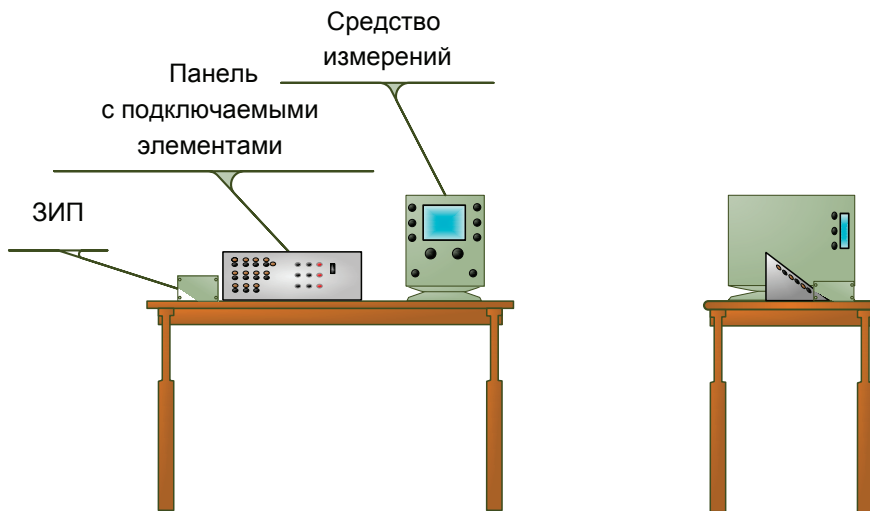 Средство
измерений
Панель
с подключаемыми
элементами
ЗИП